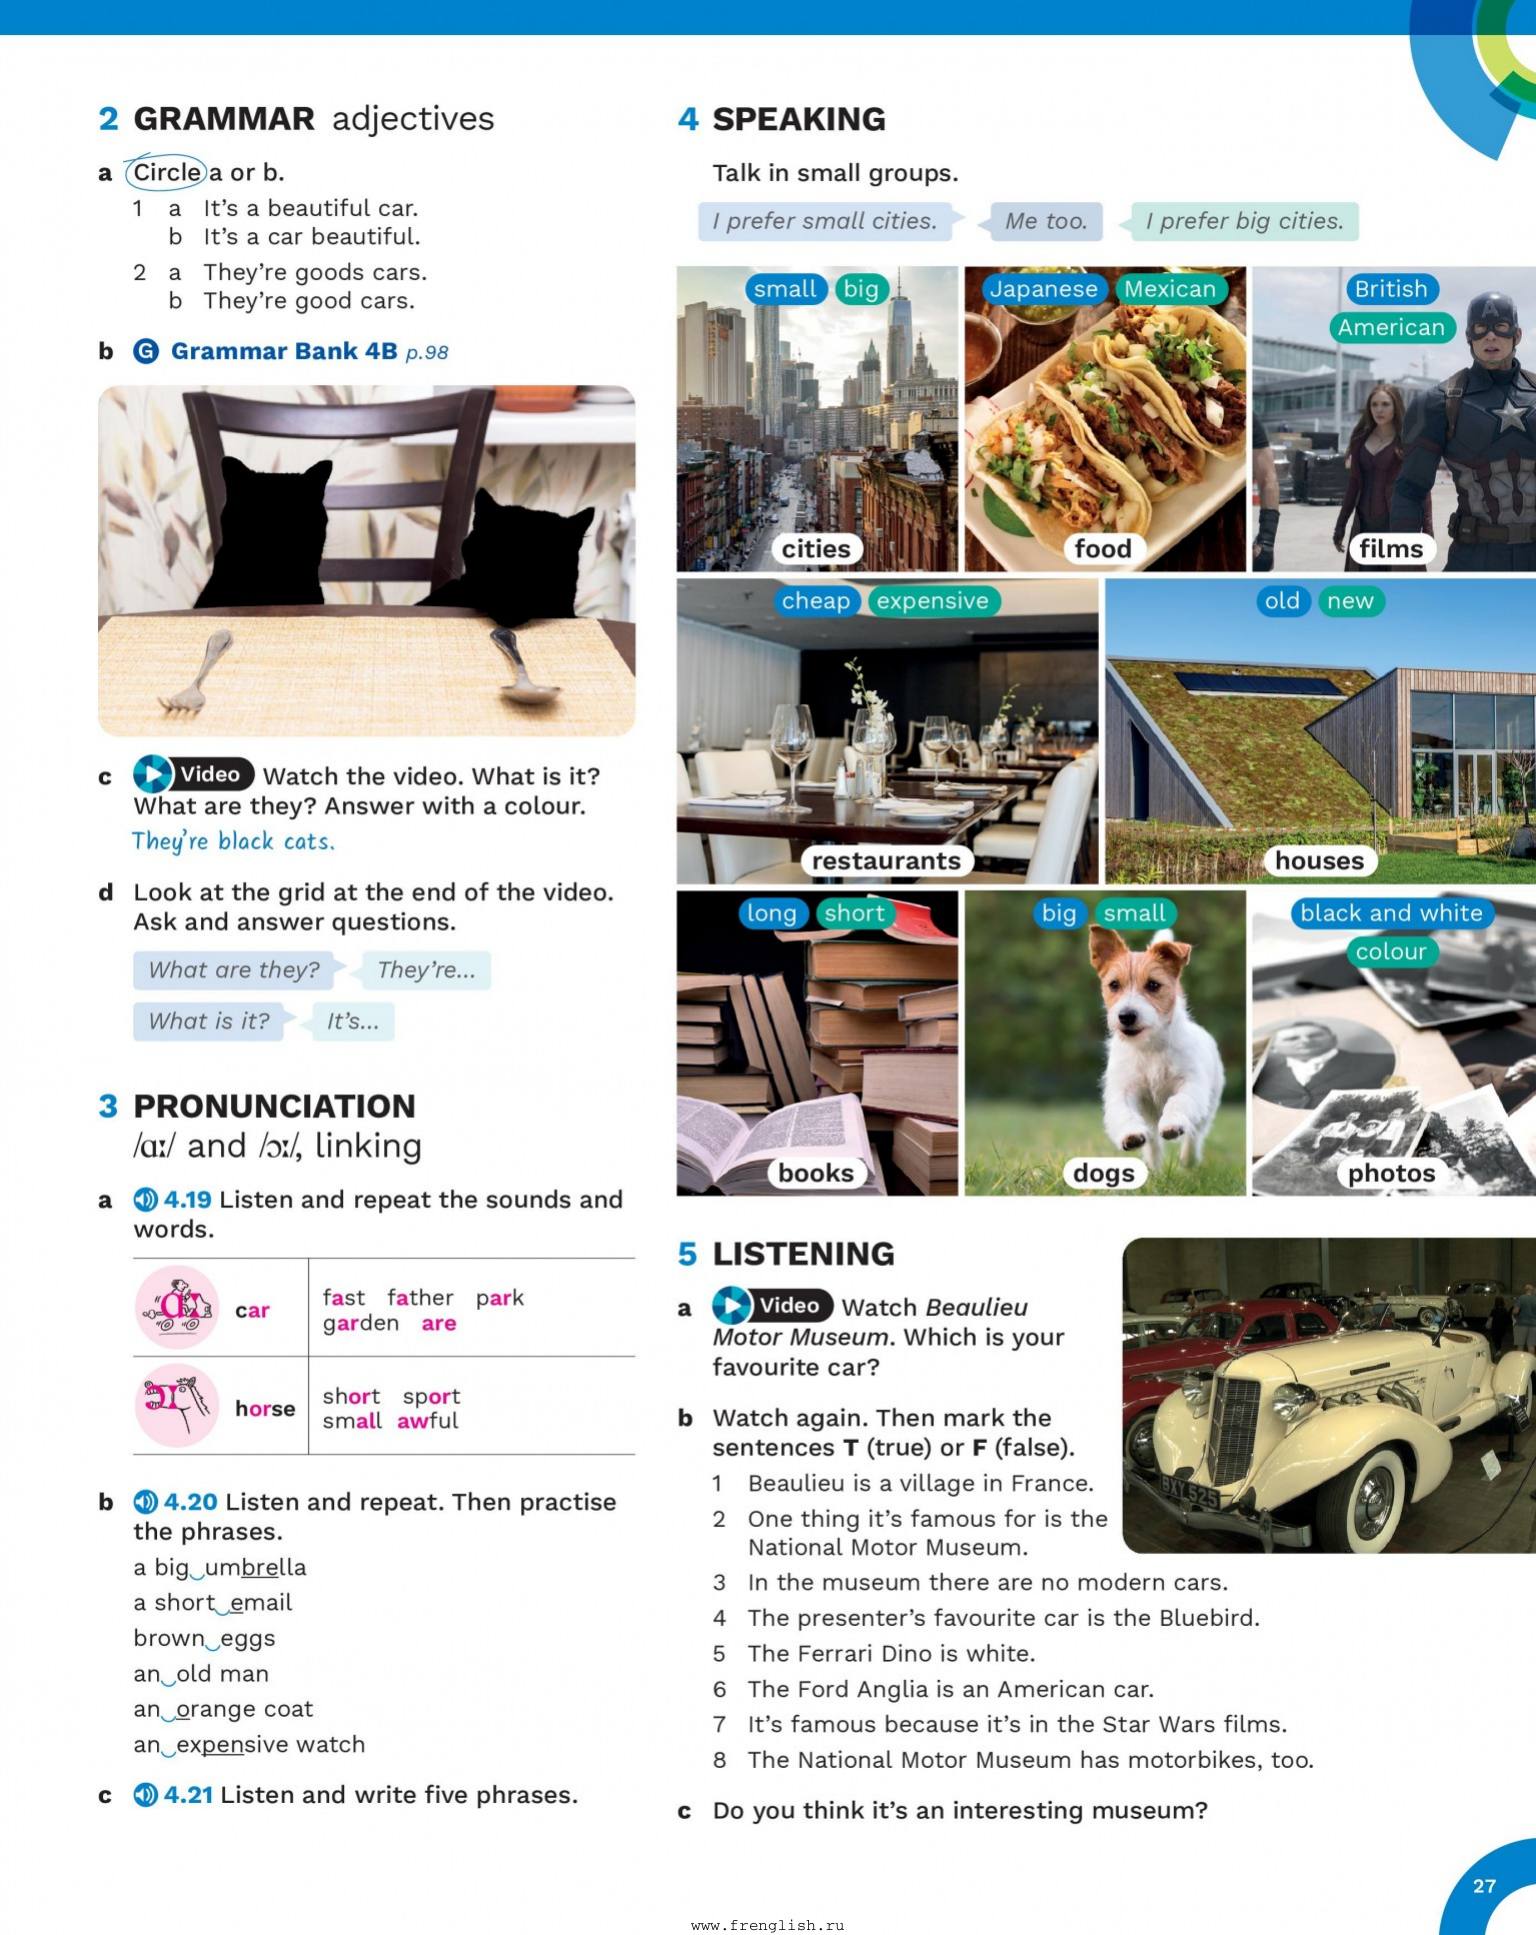 2 GRAMMAR adjectives
a Circle a or b.
1 a It's a beautiful car.
b It's a car beautiful.
2 a They're goods cars.
b They're good cars.
b G Grammar Bank 4B p.98
c Video Watch the video. What is it?
What are they? Answer with a colour.
They're black cats.
d Look at the grid at the end of the video.
Ask and answer questions.
What are they? They're...
What is it? It's...
3 PRONUNCIATION
/ɑː/ and /ɔː/, linking
a 4.19 Listen and repeat the sounds and
words.
ɑː car
fast father park
garden are
ɔː horse
short sport
small awful
b 4.20 Listen and repeat. Then practise
the phrases.
a big umbrella
a short email
brown eggs
an old man
an orange coat
an expensive watch
c 4.21 Listen and write five phrases.
4 SPEAKING
Talk in small groups.
I prefer small cities. Me too. I prefer big cities.
small big
cities
Japanese Mexican
food
British
American
A
films
cheap expensive
restaurants
old new
houses
long short
books
big small
dogs
black and white
colour
photos
5 LISTENING
a Video Watch Beaulieu
Motor Museum. Which is your
favourite car?
b Watch again. Then mark the
sentences T (true) or F (false).
1 Beaulieu is a village in France.
2 One thing it's famous for is the
National Motor Museum.
3 In the museum there are no modern cars.
4 The presenter's favourite car is the Bluebird.
5 The Ferrari Dino is white.
6 The Ford Anglia is an American car.
7 It's famous because it's in the Star Wars films.
8 The National Motor Museum has motorbikes, too.
c Do you think it's an interesting museum?
BXY 525
27
www.frenglish.ru